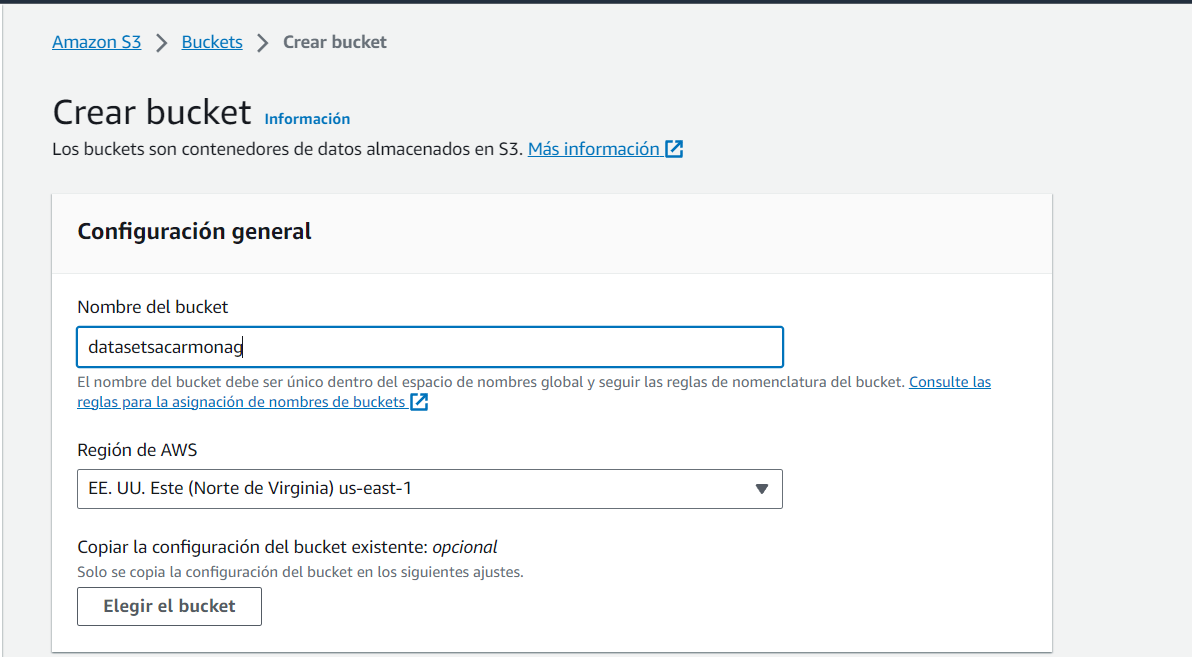 Amazon S3 > Buckets > Crear bucket
Crear bucket Información
Los buckets son contenedores de datos almacenados en S3. Más información
Configuración general
Nombre del bucket
datasetsacarmonag
El nombre del bucket debe ser único dentro del espacio de nombres global y seguir las reglas de nomenclatura del bucket. Consulte las
reglas para la asignación de nombres de buckets
Región de AWS
EE. UU. Este (Norte de Virginia) us-east-1
Copiar la configuración del bucket existente: opcional
Solo se copia la configuración del bucket en los siguientes ajustes.
Elegir el bucket